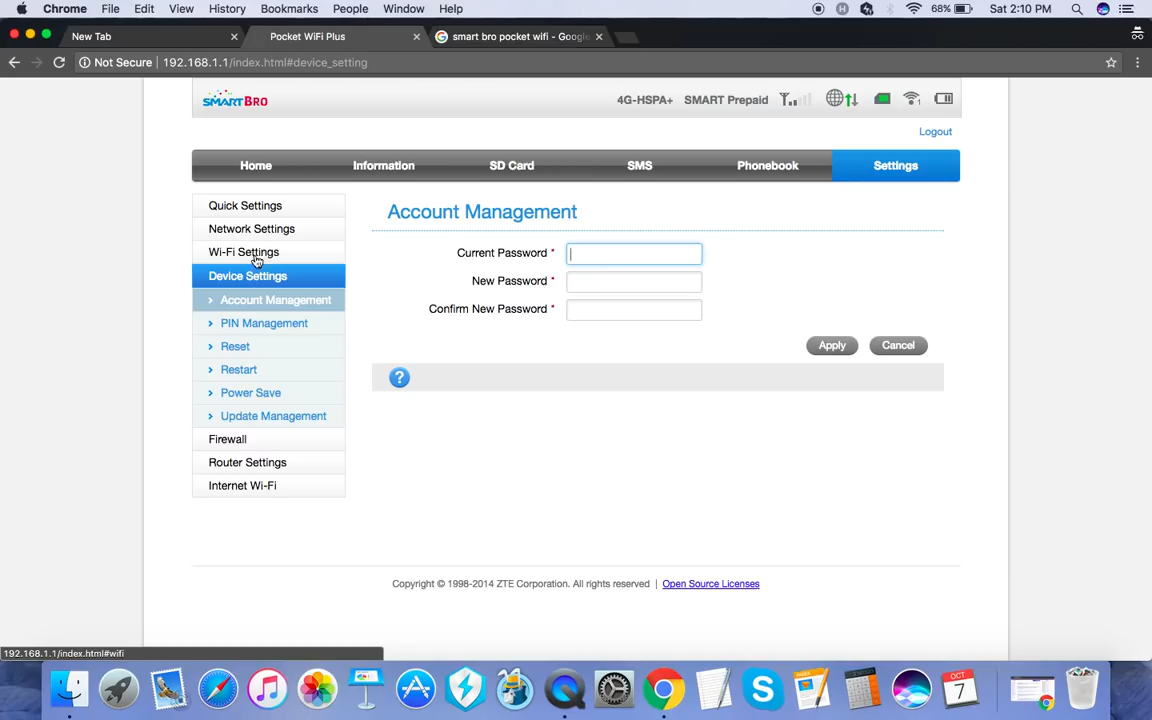 Chrome File Edit View History Bookmarks People Window Help 68% Sat 2:10 PM
New Tab Pocket WiFi Plus smart bro pocket wifi - Google
Not Secure 192.168.1.1/index.html#device_setting
SMARTBRO 4G-HSPA+ SMART Prepaid 1
Logout
Home Information SD Card SMS Phonebook Settings
Quick Settings
Network Settings
Wi-Fi Settings
Device Settings
Account Management
PIN Management
Reset
Restart
Power Save
Update Management
Firewall
Router Settings
Internet Wi-Fi
Account Management
Current Password *
New Password *
Confirm New Password *
Apply Cancel
?
Copyright © 1998-2014 ZTE Corporation. All rights reserved | Open Source Licenses
192.168.1.1/index.html#wifi
OCT
7